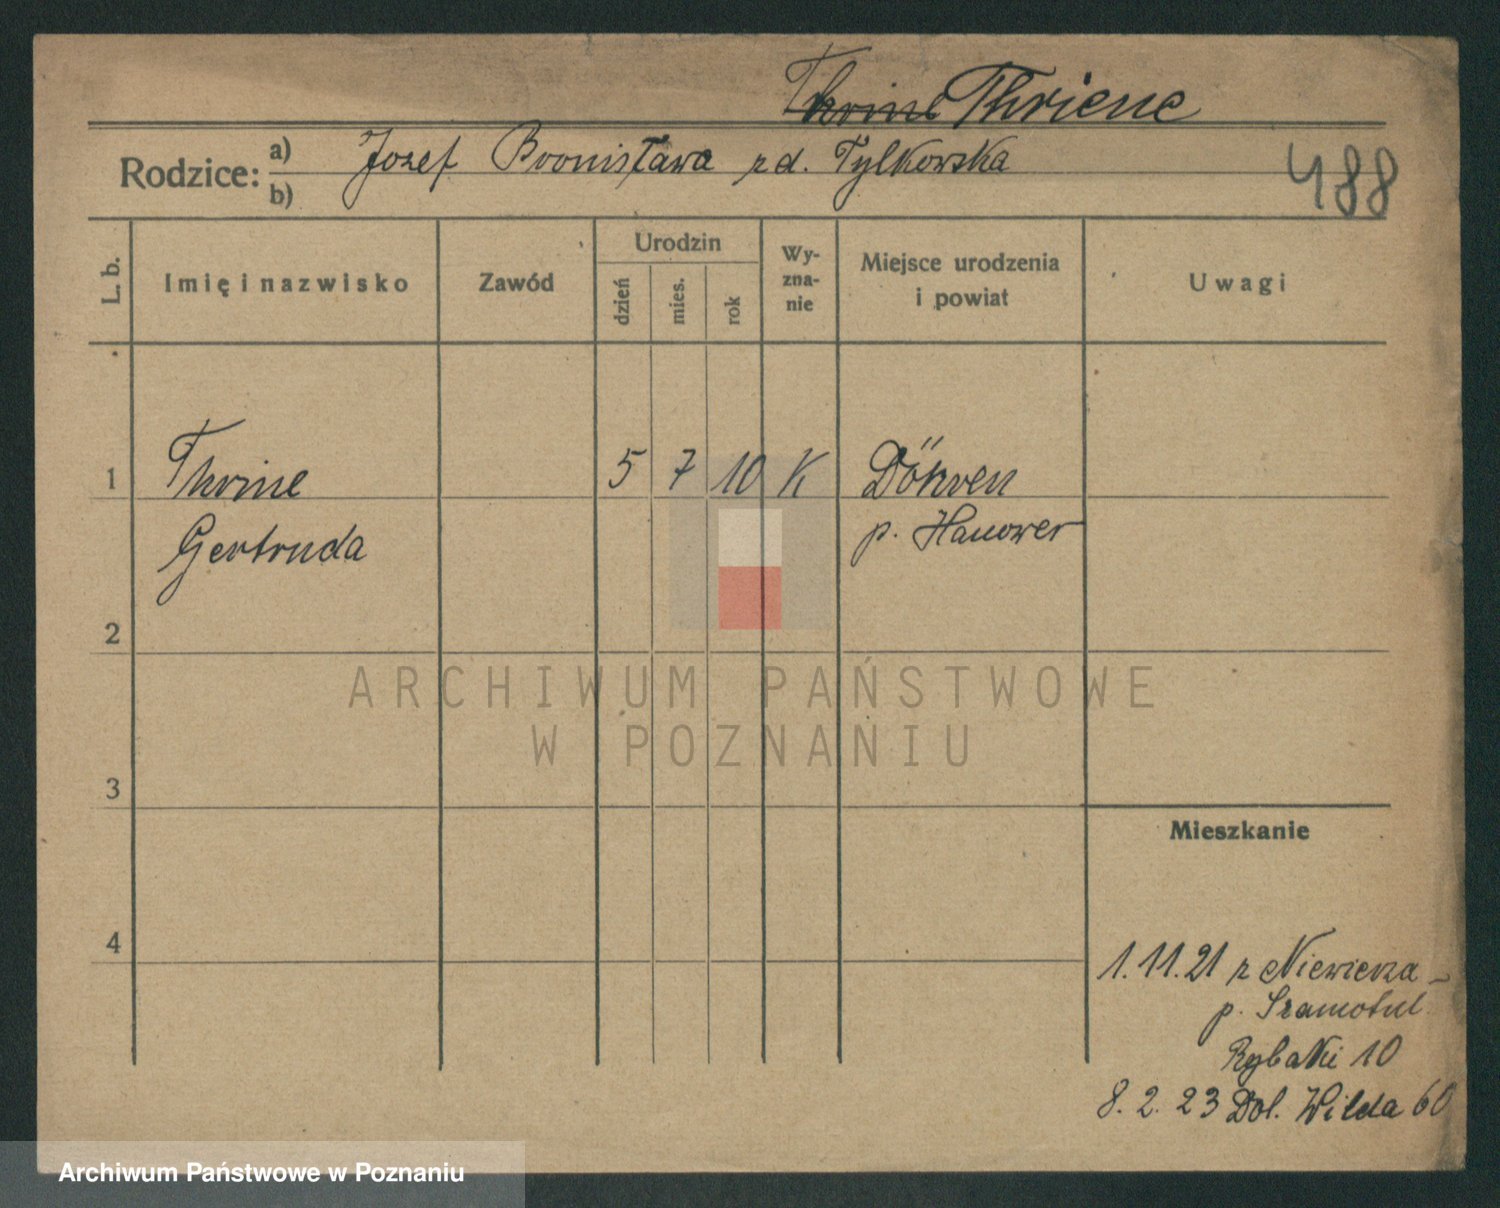 Thrine Thriene
Rodzice: a) Jozef Bronisława zd. Tylkowska
b)
488
L. b.
Imię i nazwisko
Zawód
Urodzin
dzień
mies.
rok
Wy-
zna-
nie
Miejsce urodzenia
i powiat
Uwagi
1 Thrine 5 7 10 K Döhren
Gertruda p. Hanower
2
3
4
ARCHIWUM PAŃSTWOWE
W POZNANIU
Mieszkanie
1.11.21 z Niewierza -
p. Szamotuł
Rybaki 10
8. 2. 23 Dol. Wilda 60
Archiwum Państwowe w Poznaniu